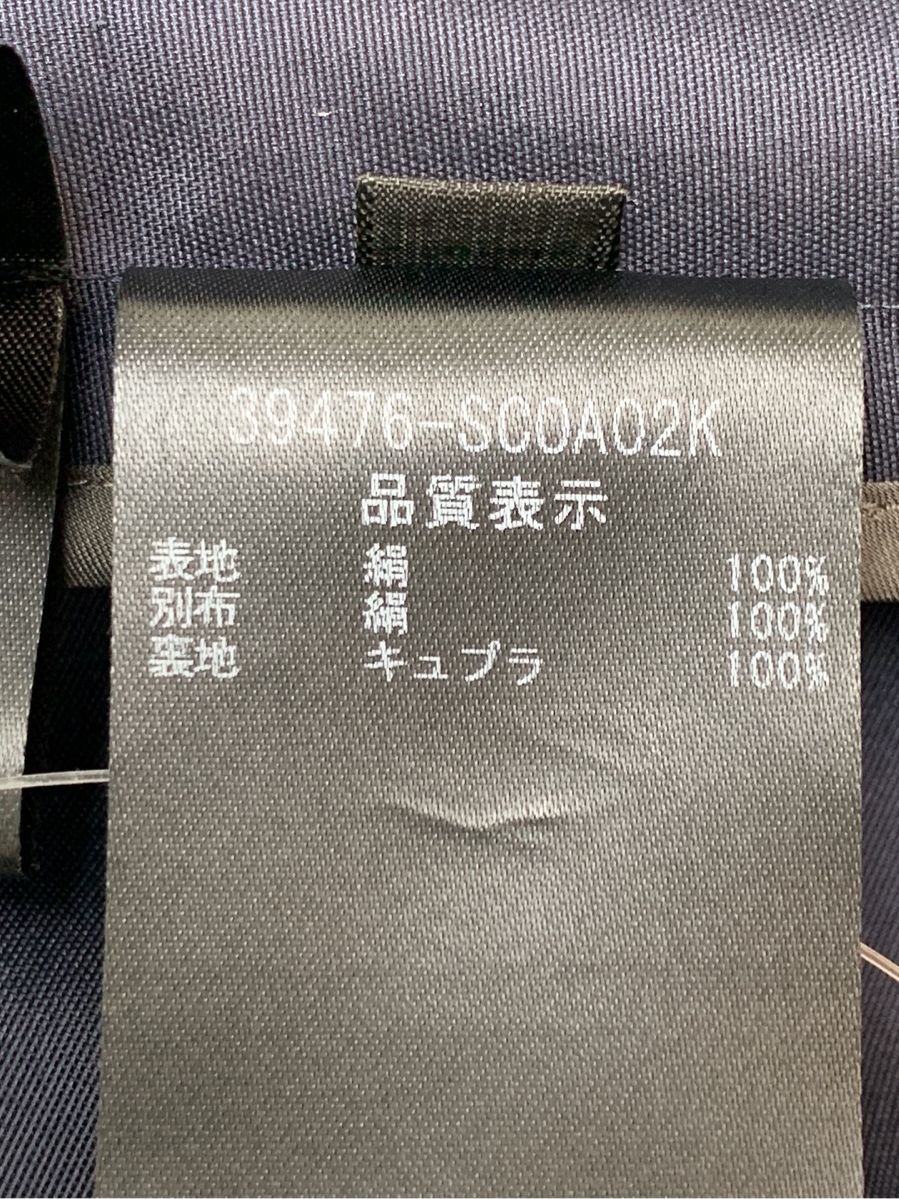 39476-SC0A02K
品質表示
表地 絹 100%
別布 絹 100%
裏地 キュプラ 100%